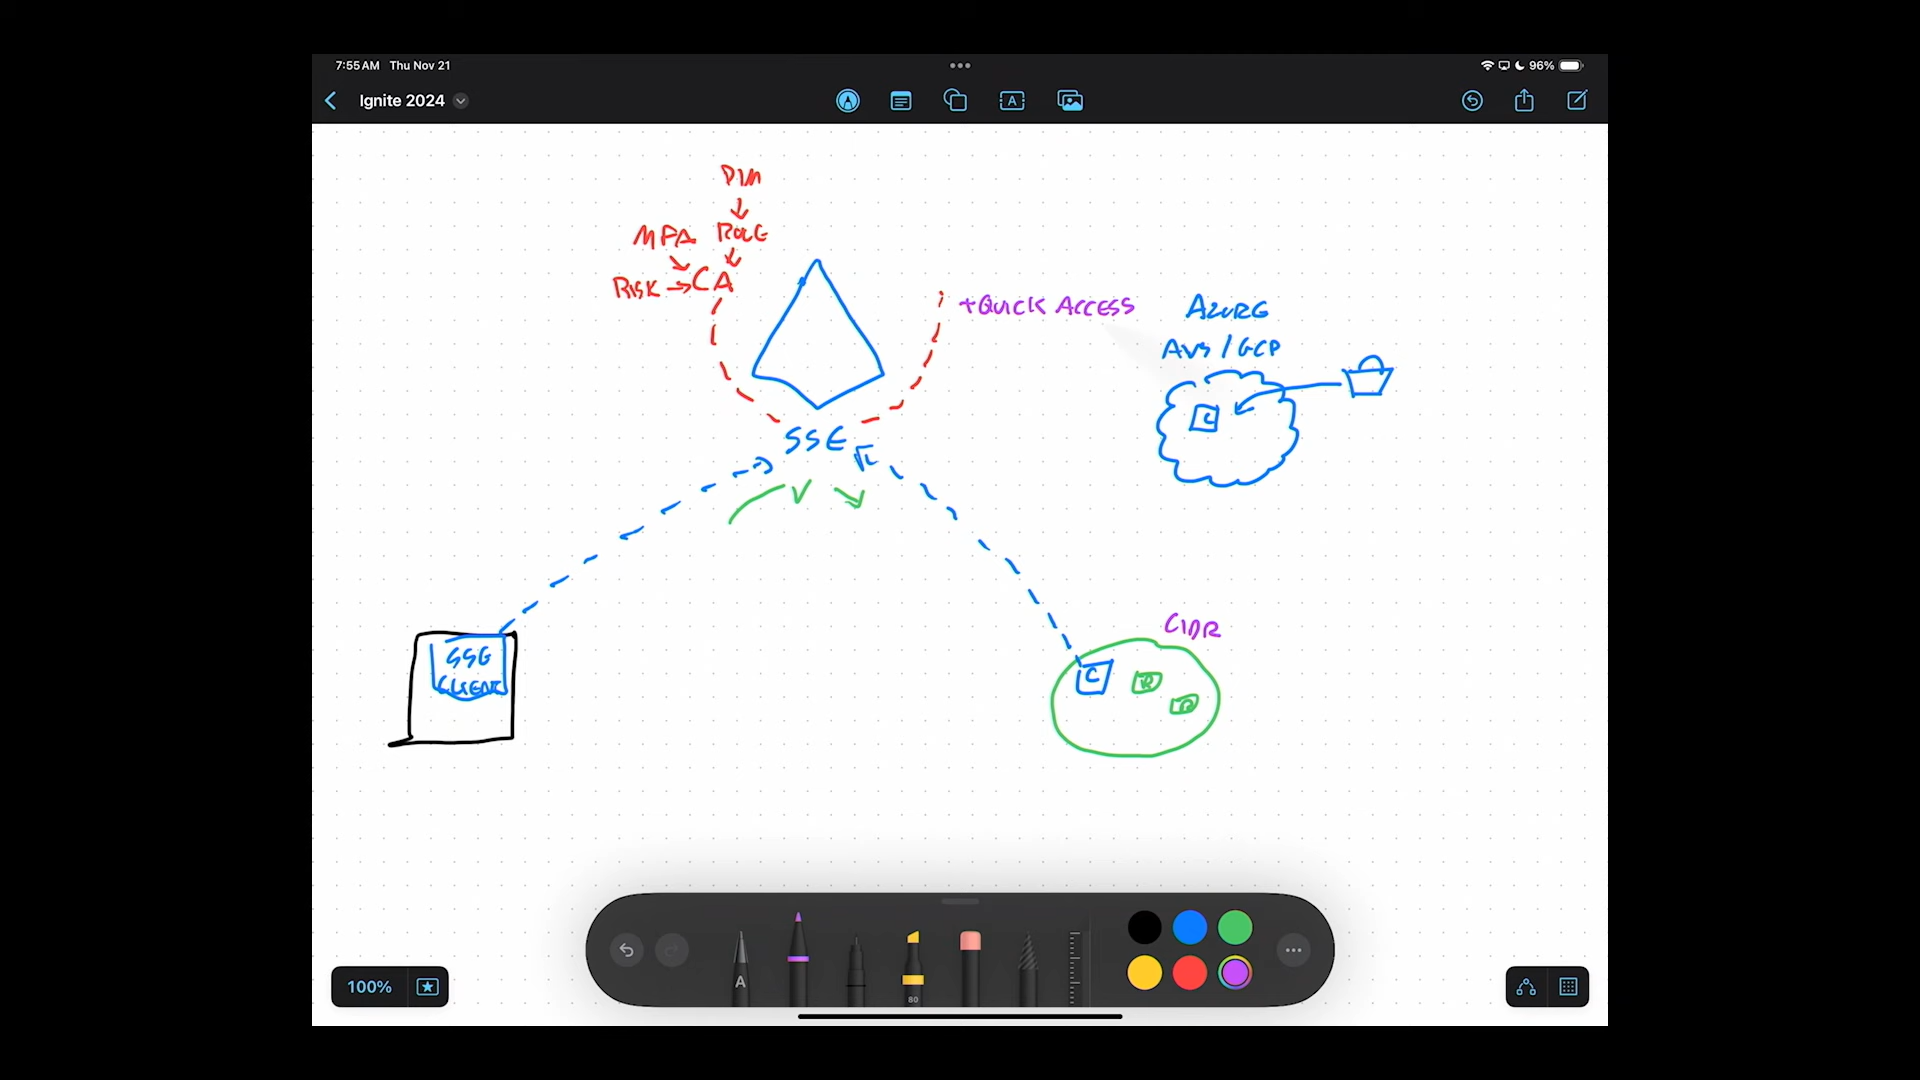 7:55 AM Thu Nov 21
96%
Ignite 2024
A
PIM
MFA ROLE
RISK CA
+QUICK ACCESS
AZURE
AWS / GCP
C
SSE
SSE
CLIENT
CIDR
C
R
R
A
80
100%